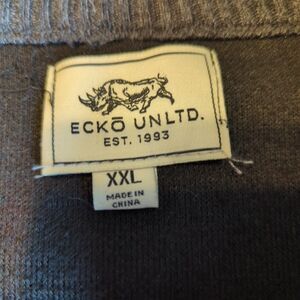 ECKŌ UNLTD.
EST. 1993
XXL
MADE IN
CHINA